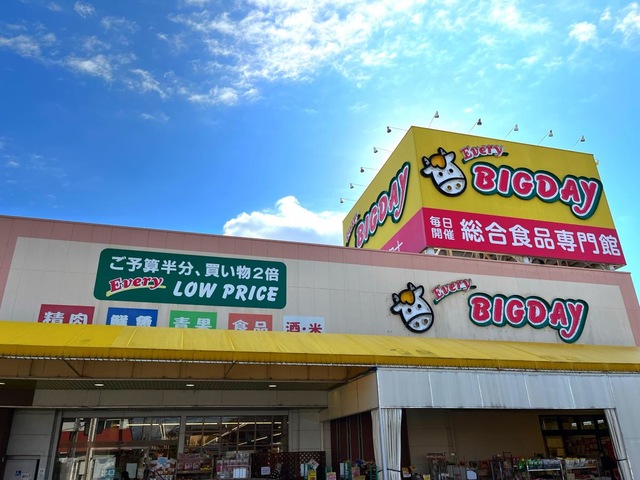 Every
BIGDAY
毎日
開催
総合食品専門館
BIGDAY
ご予算半分、買い物2倍
Every
LOW PRICE
Every
BIGDAY
精肉
鮮魚
青果
食品
酒・米